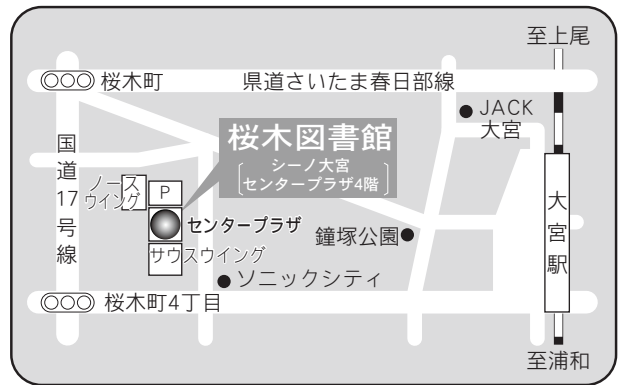 至上尾
桜木町
県道さいたま春日部線
JACK
大宮
桜木図書館
シーノ大宮
センタープラザ4階
国道17号線
ノース
ウイング
P
センタープラザ
サウスウイング
鐘塚公園
大宮駅
ソニックシティ
桜木町4丁目
至浦和